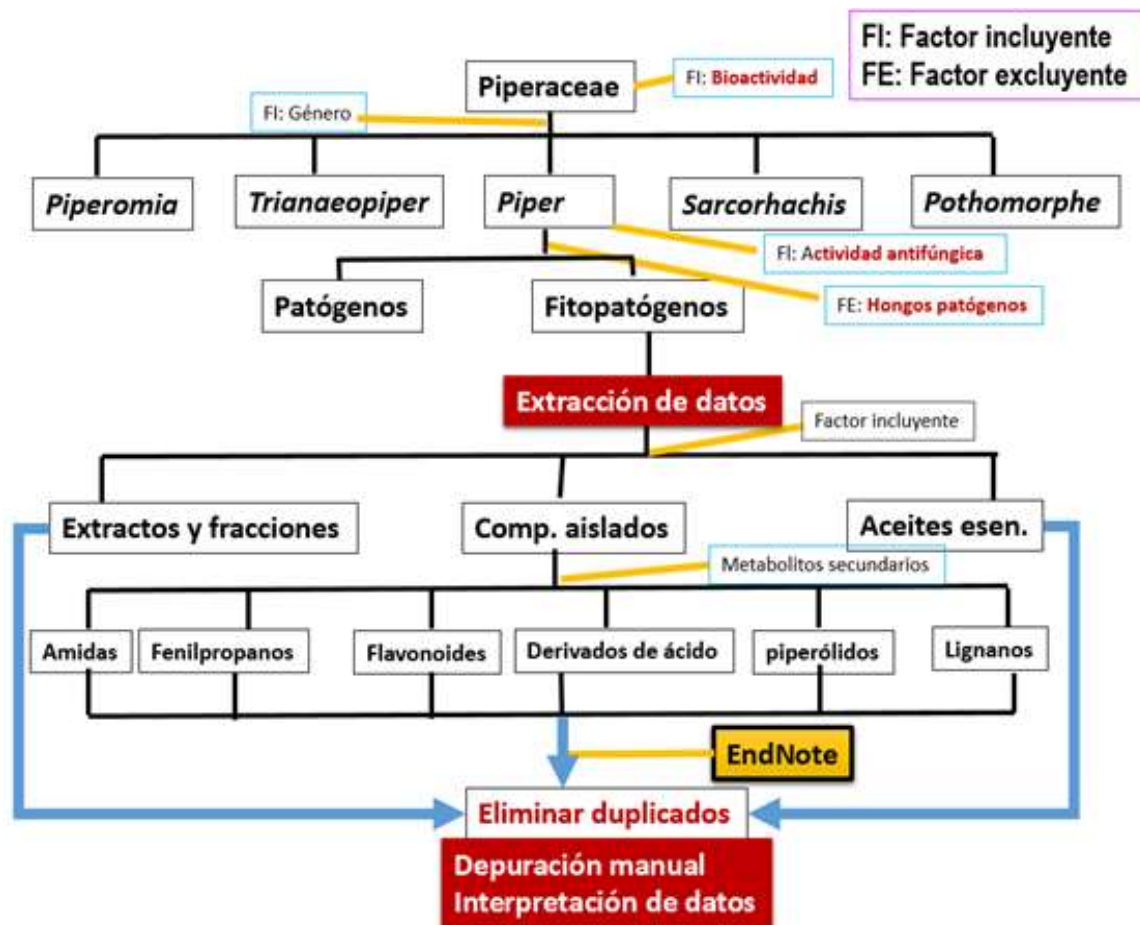 FI: Factor incluyente
FE: Factor excluyente
Piperaceae
FI: Bioactividad
FI: Género
Piperomia
Trianaeopiper
Piper
Sarcorhachis
Pothomorphe
FI: Actividad antifúngica
Patógenos
Fitopatógenos
FE: Hongos patógenos
Extracción de datos
Factor incluyente
Extractos y fracciones
Comp. aislados
Aceites esen.
Metabolitos secundarios
Amidas
Fenilpropanos
Flavonoides
Derivados de ácido
piperólidos
Lignanos
EndNote
Eliminar duplicados
Depuración manual
Interpretación de datos